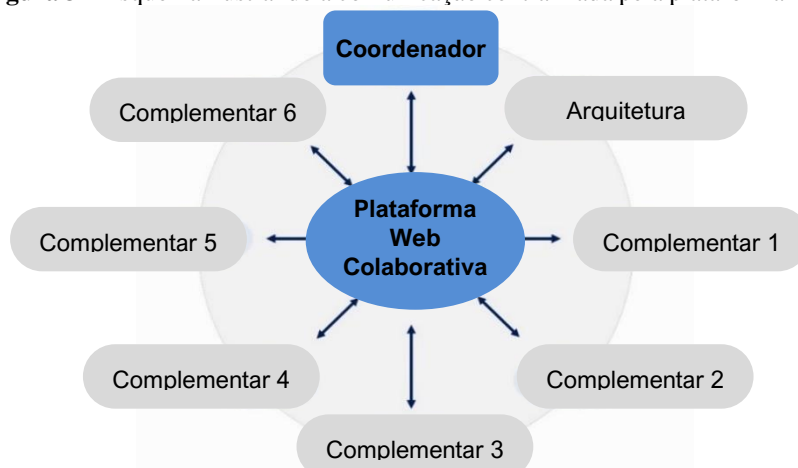 Coordenador
Complementar 6
Arquitetura
Plataforma
Web
Colaborativa
Complementar 5
Complementar 1
Complementar 4
Complementar 2
Complementar 3